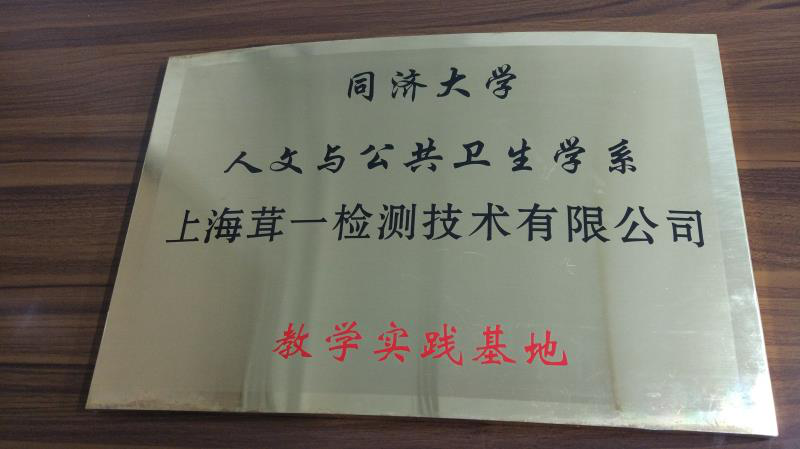 同济大学
人文与公共卫生学系
上海茸一检测技术有限公司
教学实践基地